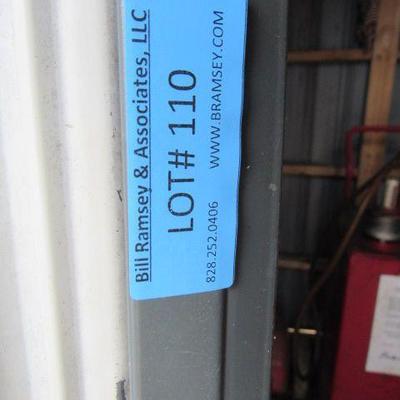 Bill Ramsey & Associates, LLC
LOT# 110
828.252.0406 WWW.BRAMSEY.COM